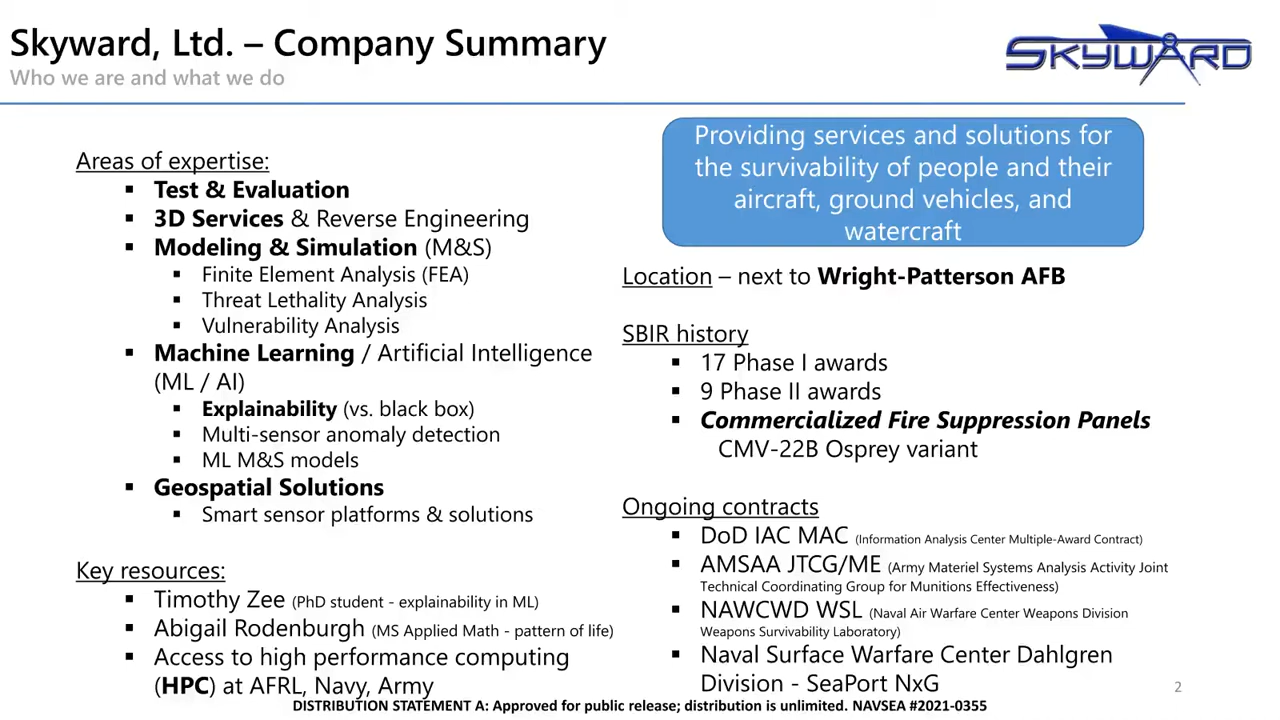 Skyward, Ltd. – Company Summary
Who we are and what we do
SKYWARD
Areas of expertise:
▪ Test & Evaluation
▪ 3D Services & Reverse Engineering
▪ Modeling & Simulation (M&S)
▪ Finite Element Analysis (FEA)
▪ Threat Lethality Analysis
▪ Vulnerability Analysis
▪ Machine Learning / Artificial Intelligence
(ML / AI)
▪ Explainability (vs. black box)
▪ Multi-sensor anomaly detection
▪ ML M&S models
▪ Geospatial Solutions
▪ Smart sensor platforms & solutions
Key resources:
▪ Timothy Zee (PhD student - explainability in ML)
▪ Abigail Rodenburgh (MS Applied Math - pattern of life)
▪ Access to high performance computing
(HPC) at AFRL, Navy, Army
Providing services and solutions for
the survivability of people and their
aircraft, ground vehicles, and
watercraft
Location – next to Wright-Patterson AFB
SBIR history
▪ 17 Phase I awards
▪ 9 Phase II awards
▪ Commercialized Fire Suppression Panels
CMV-22B Osprey variant
Ongoing contracts
▪ DoD IAC MAC (Information Analysis Center Multiple-Award Contract)
▪ AMSAA JTCG/ME (Army Materiel Systems Analysis Activity Joint
Technical Coordinating Group for Munitions Effectiveness)
▪ NAWCWD WSL (Naval Air Warfare Center Weapons Division
Weapons Survivability Laboratory)
▪ Naval Surface Warfare Center Dahlgren
Division - SeaPort NxG
2
DISTRIBUTION STATEMENT A: Approved for public release; distribution is unlimited. NAVSEA #2021-0355